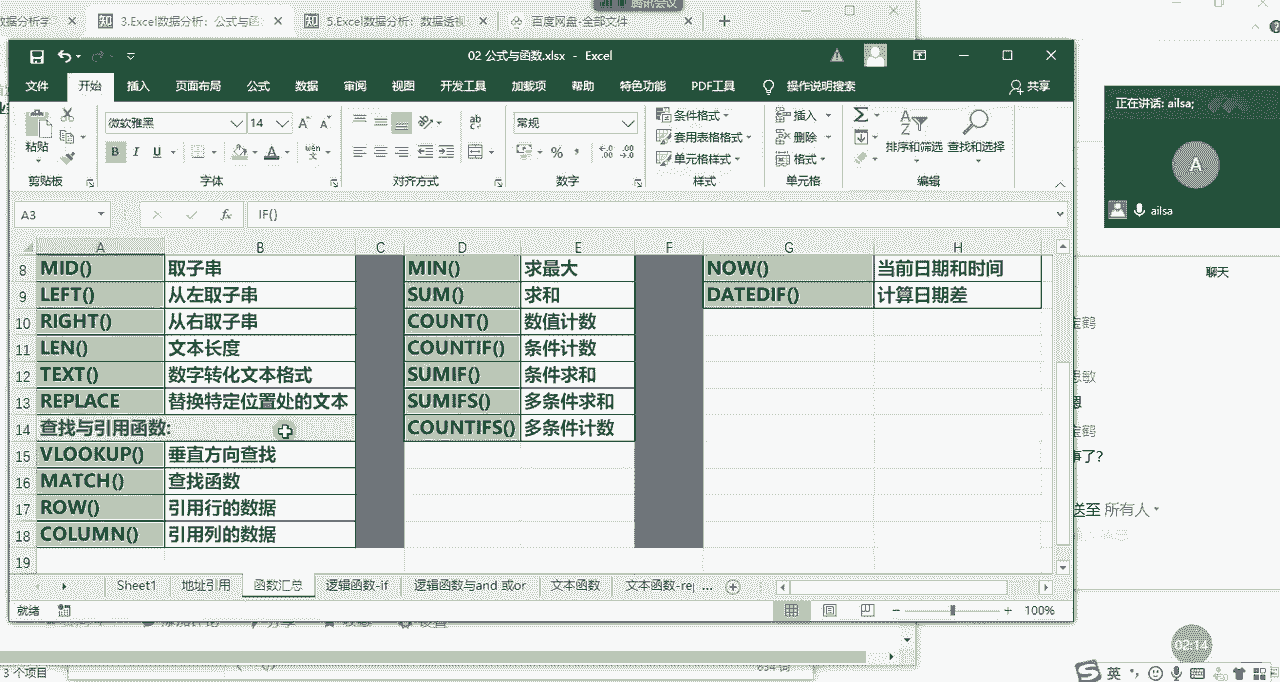 3.Excel数据分析：公式与函
5.Excel数据分析：数据透视
百度网盘-全部文件
02 公式与函数.xlsx - Excel
文件 开始 插入 页面布局 公式 数据 审阅 视图 开发工具 加载项 帮助 特色功能 PDF工具 操作说明搜索 共享
粘贴
微软雅黑 14
常规
条件格式
套用表格格式
单元格样式
插入
删除
格式
排序和筛选 查找和选择
剪贴板 字体 对齐方式 数字 样式 单元格 编辑
A3 fx IF()
A B C D E F G H
8 MID() 取子串 MIN() 求最大 NOW() 当前日期和时间
9 LEFT() 从左取子串 SUM() 求和 DATEDIF() 计算日期差
10 RIGHT() 从右取子串 COUNT() 数值计数
11 LEN() 文本长度 COUNTIF() 条件计数
12 TEXT() 数字转化文本格式 SUMIF() 条件求和
13 REPLACE 替换特定位置处的文本 SUMIFS() 多条件求和
14 查找与引用函数: COUNTIFS() 多条件计数
15 VLOOKUP() 垂直方向查找
16 MATCH() 查找函数
17 ROW() 引用行的数据
18 COLUMN() 引用列的数据
19
Sheet1 地址引用 函数汇总 逻辑函数-if 逻辑函数与and 或or 文本函数 文本函数-rep ...
就绪 100%
正在讲话: ailsa;
A
ailsa
聊天
所有人
02:14
3 个项目
英